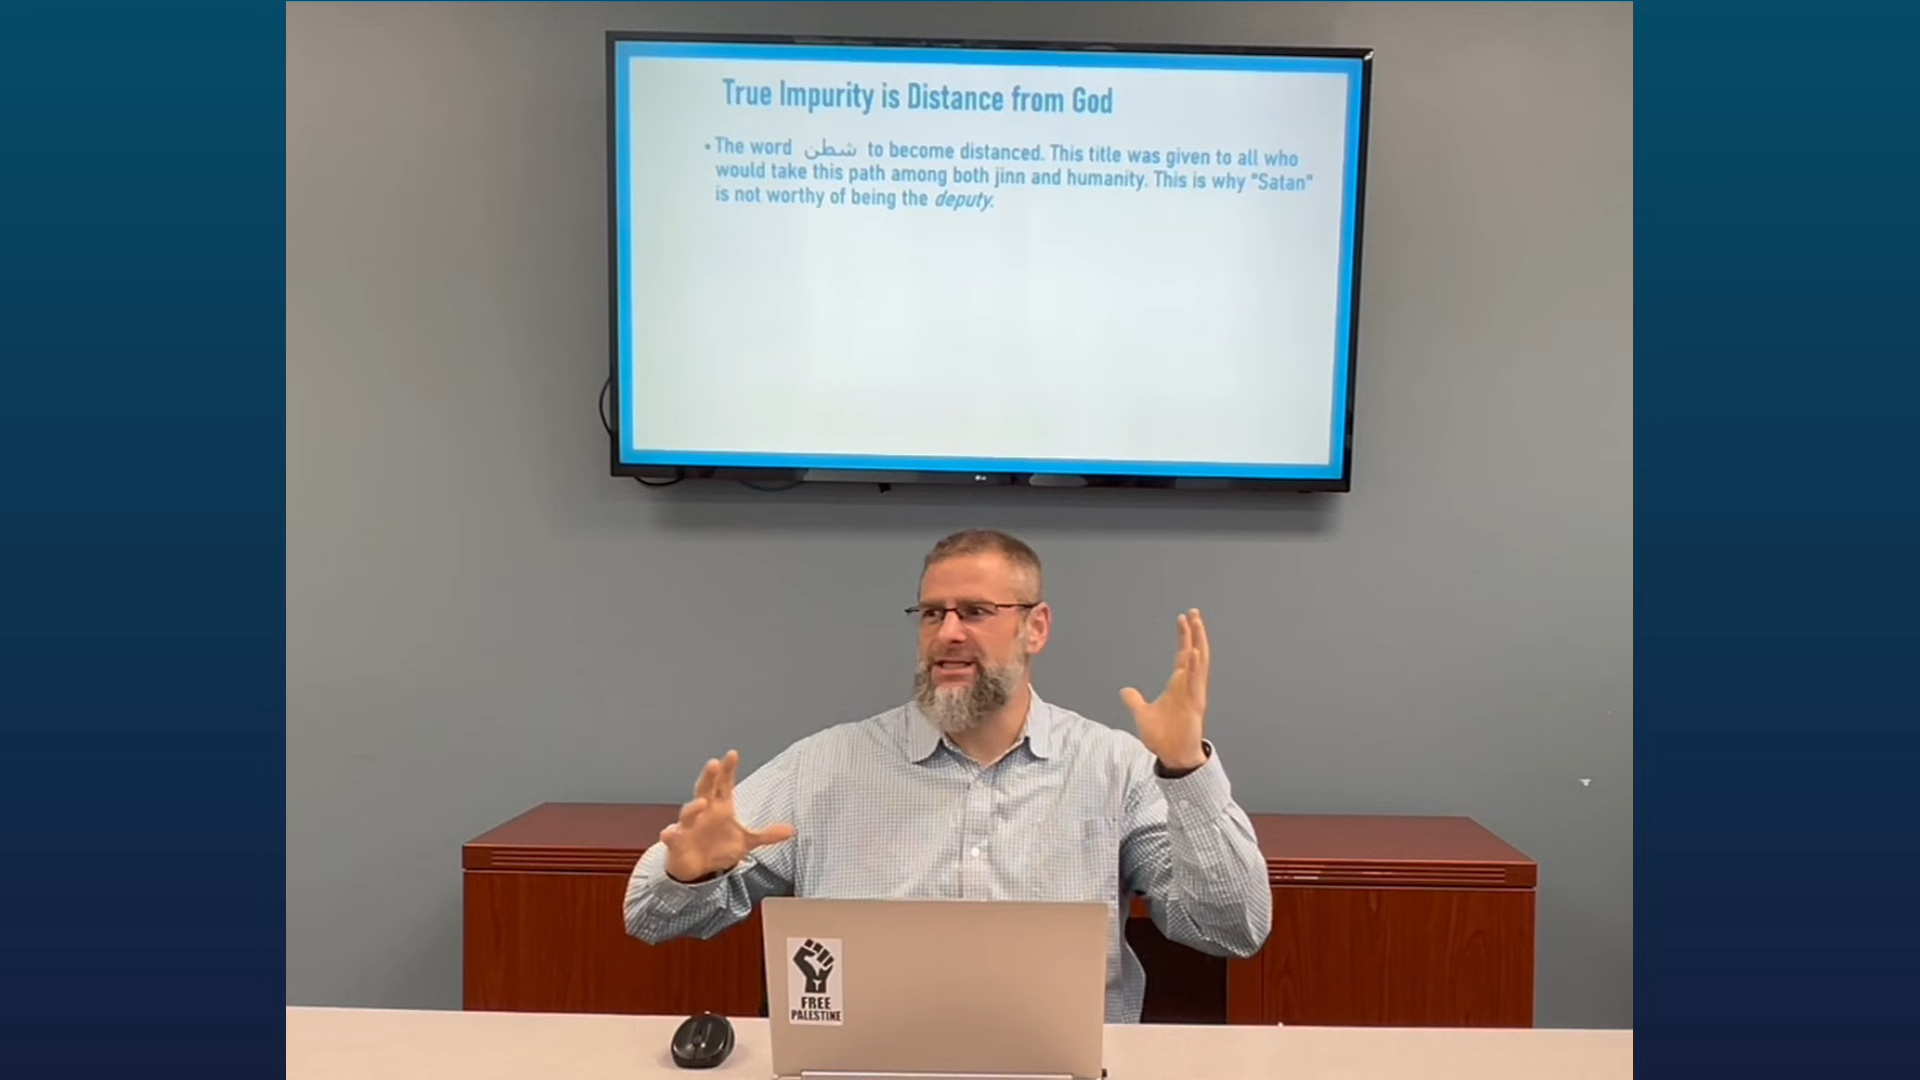 True Impurity is Distance from God
• The word شطن to become distanced. This title was given to all who
would take this path among both jinn and humanity. This is why "Satan"
is not worthy of being the deputy.
LG
FREE
PALESTINE